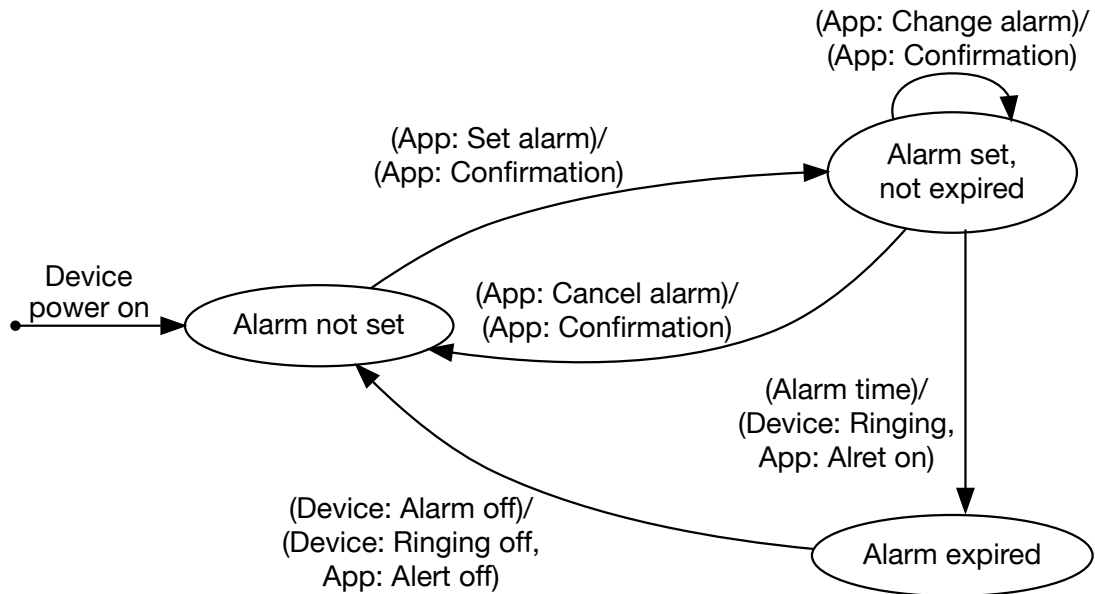 (App: Change alarm)/
(App: Confirmation)
(App: Set alarm)/
(App: Confirmation)
Alarm set,
not expired
Device
power on
Alarm not set
(App: Cancel alarm)/
(App: Confirmation)
(Alarm time)/
(Device: Ringing,
App: Alret on)
(Device: Alarm off)/
(Device: Ringing off,
App: Alert off)
Alarm expired